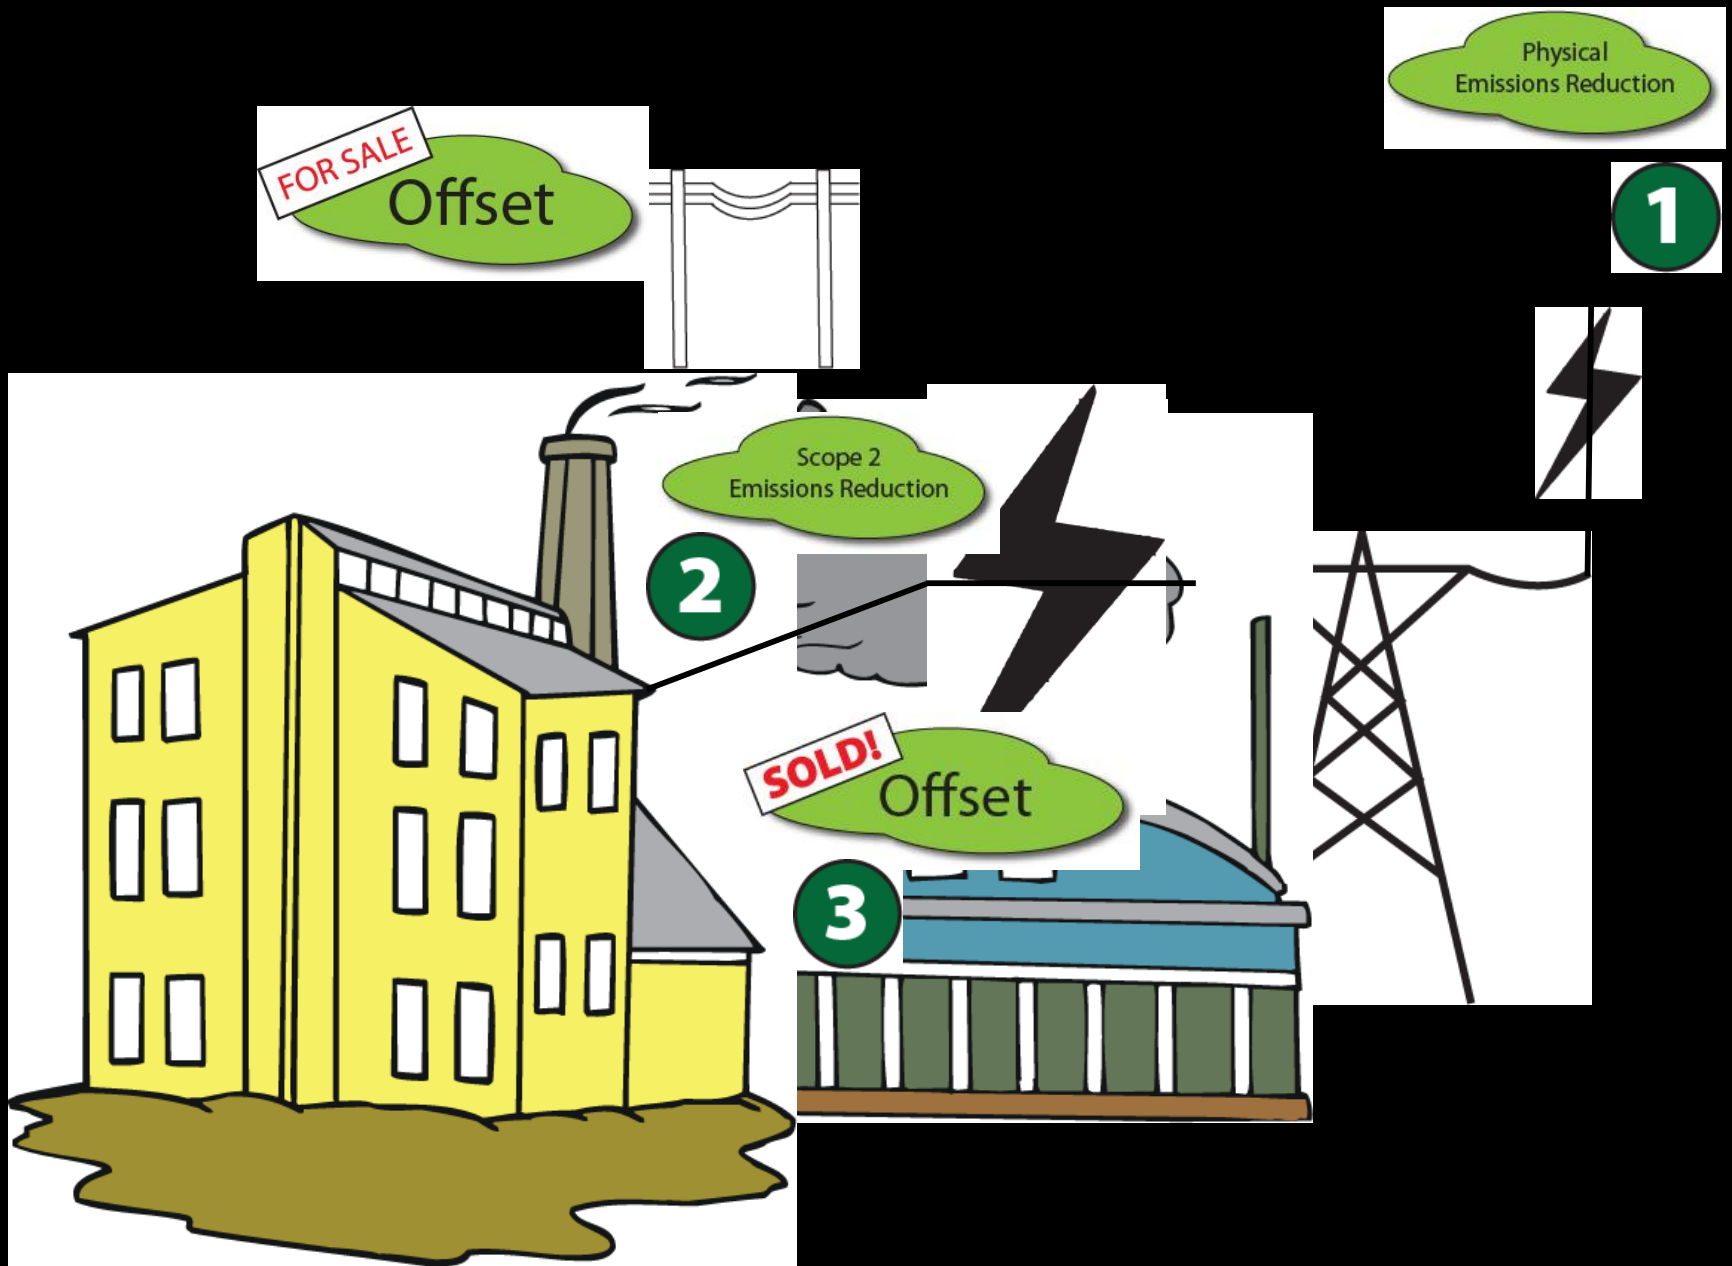 Physical
Emissions Reduction
1
FOR SALE
Offset
Scope 2
Emissions Reduction
2
SOLD!
Offset
3